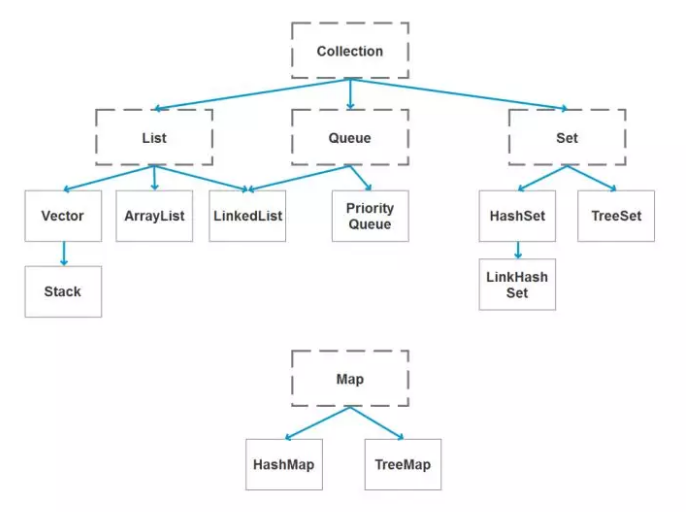 Collection
List
Queue
Set
Vector
ArrayList
LinkedList
Priority
Queue
HashSet
TreeSet
Stack
LinkHash
Set
Map
HashMap
TreeMap